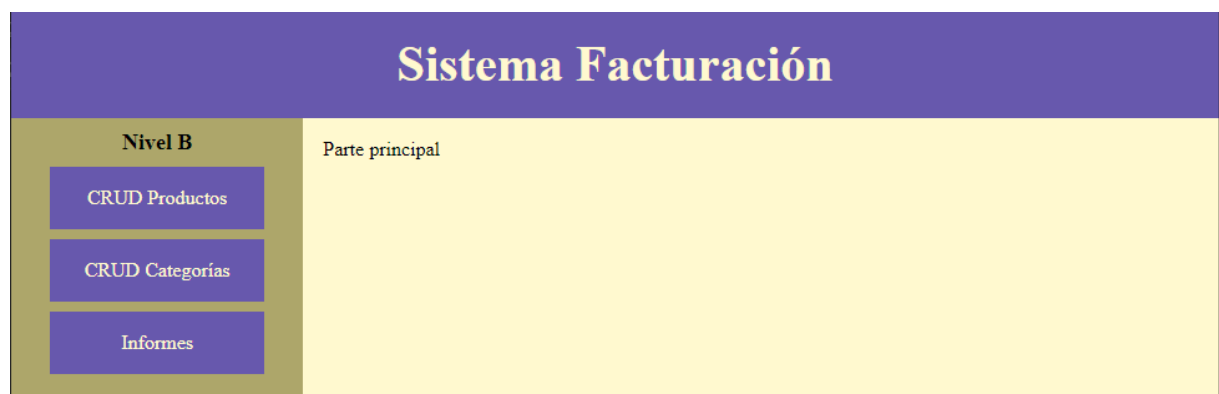 Sistema Facturación
Nivel B
CRUD Productos
CRUD Categorías
Informes
Parte principal